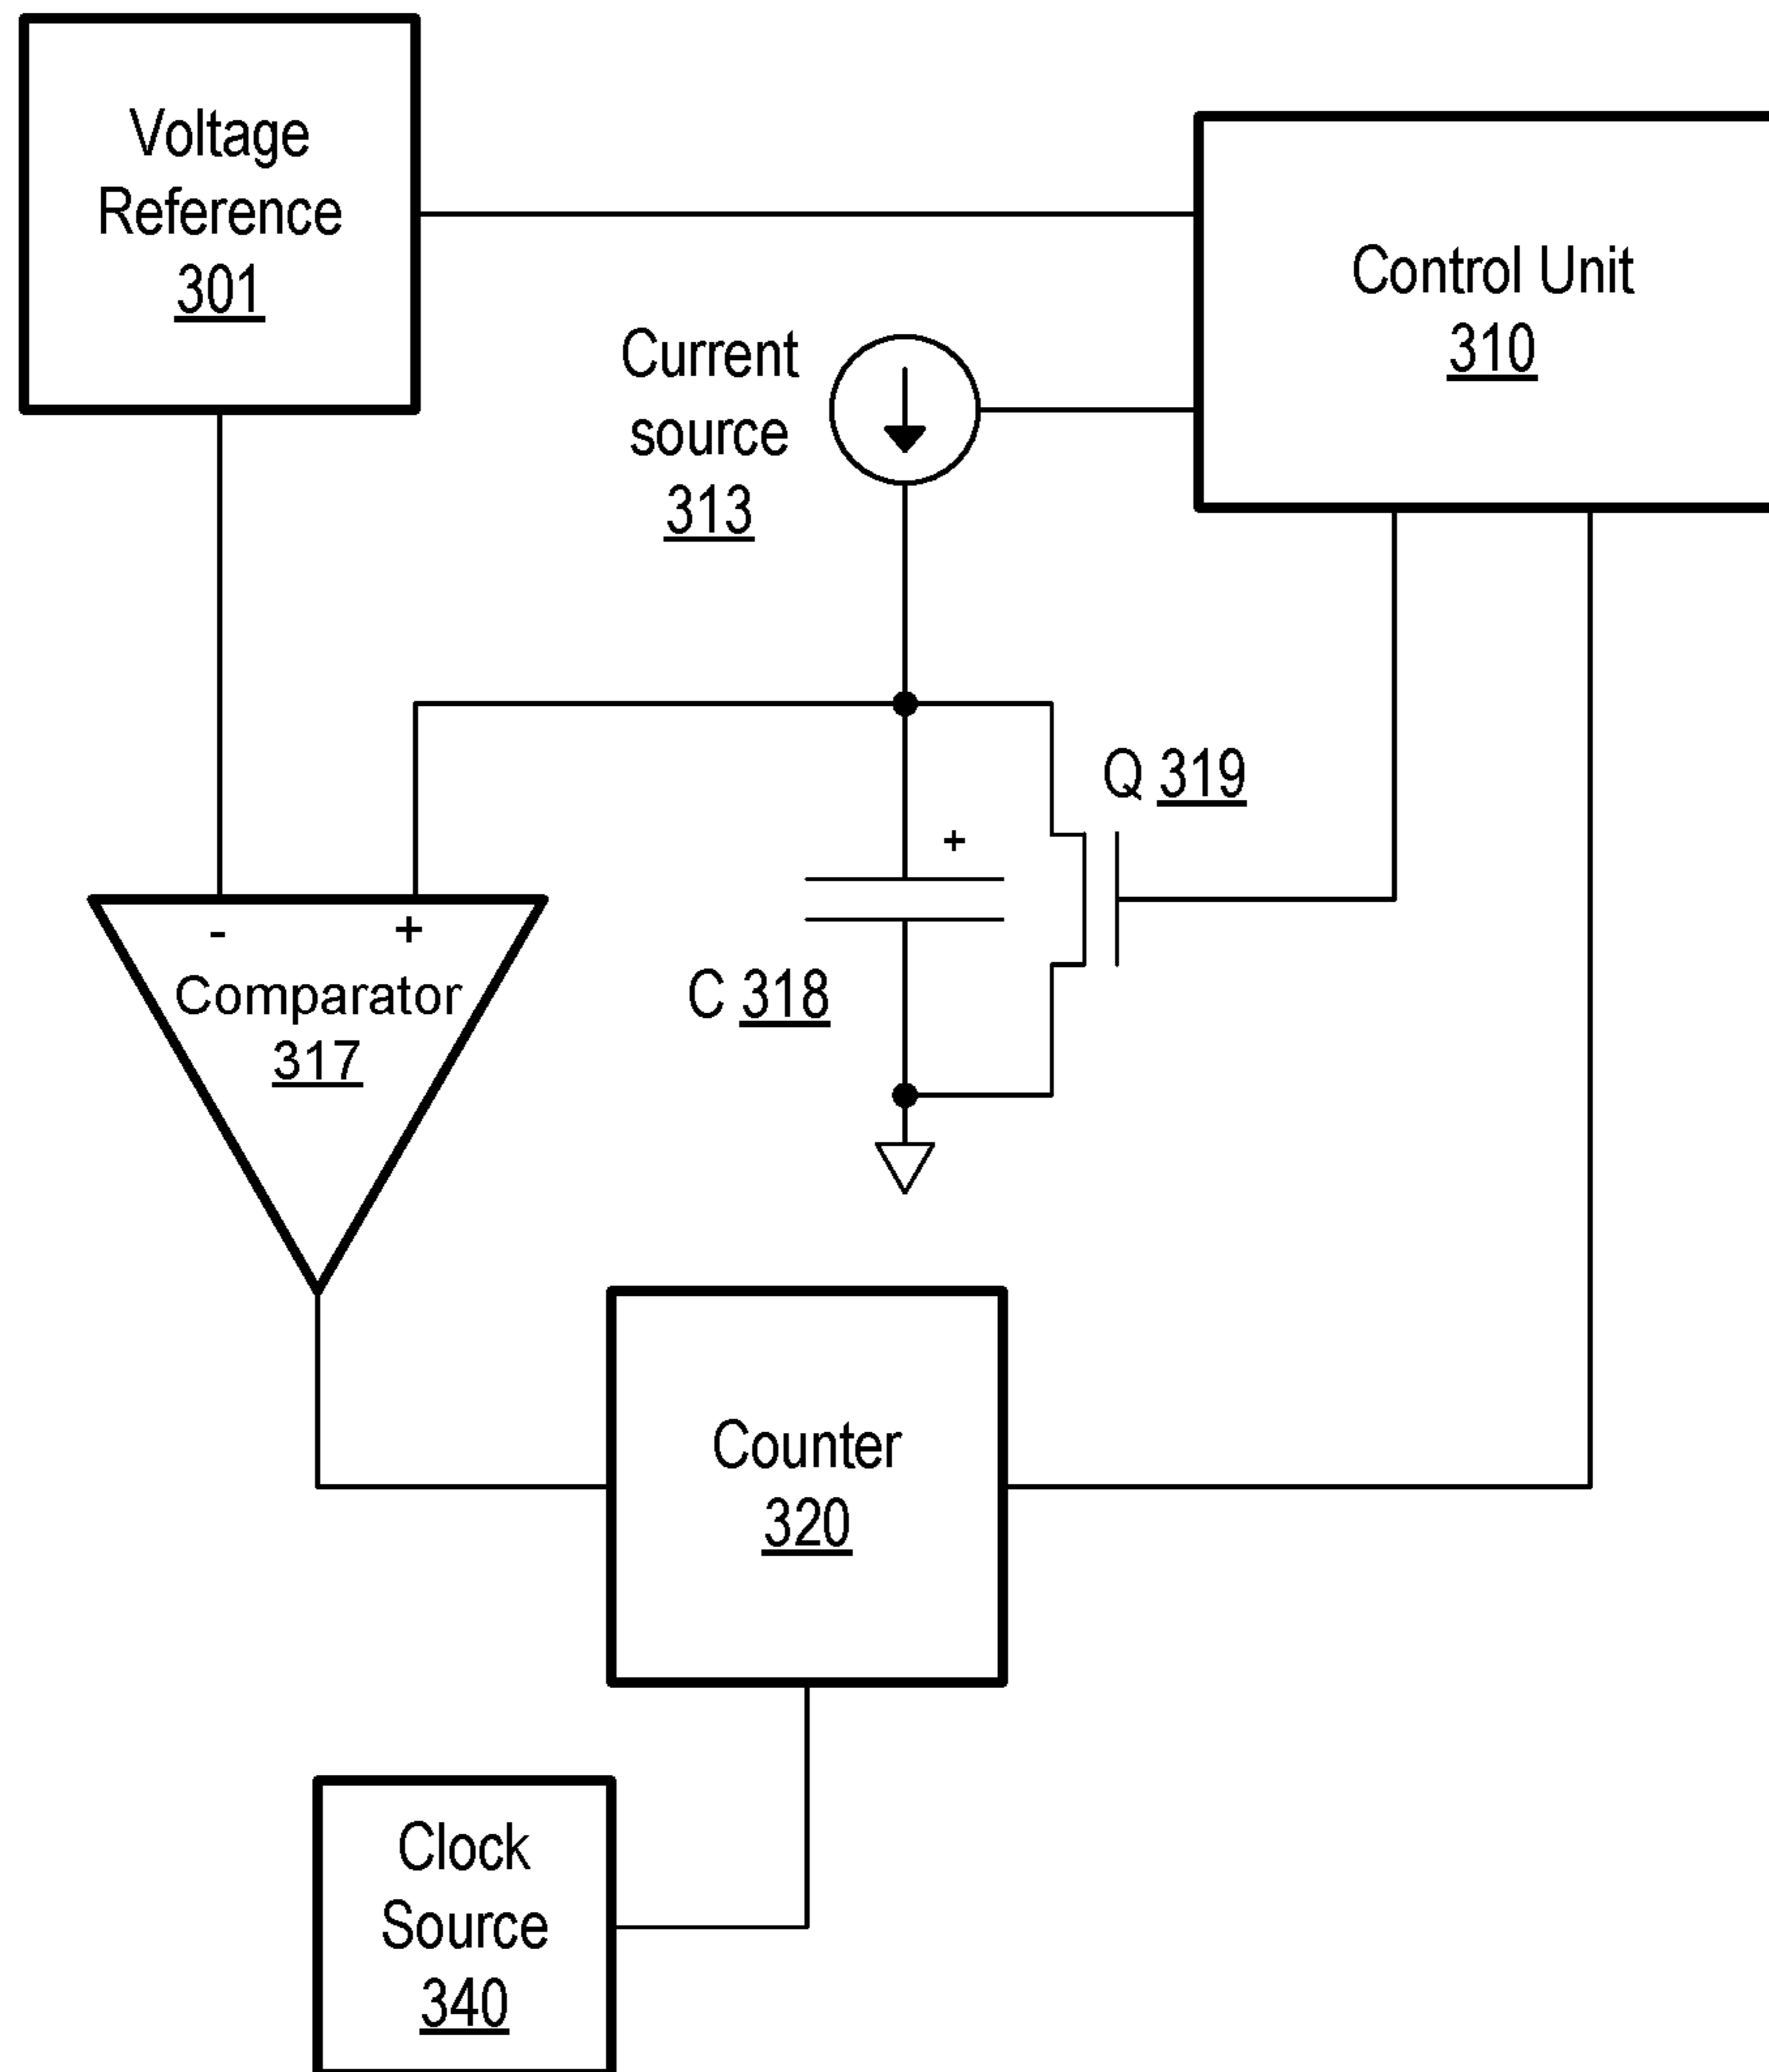 Voltage
Reference
301
Control Unit
310
Current
source
313
Q 319
+
C 318
- +
Comparator
317
Counter
320
Clock
Source
340